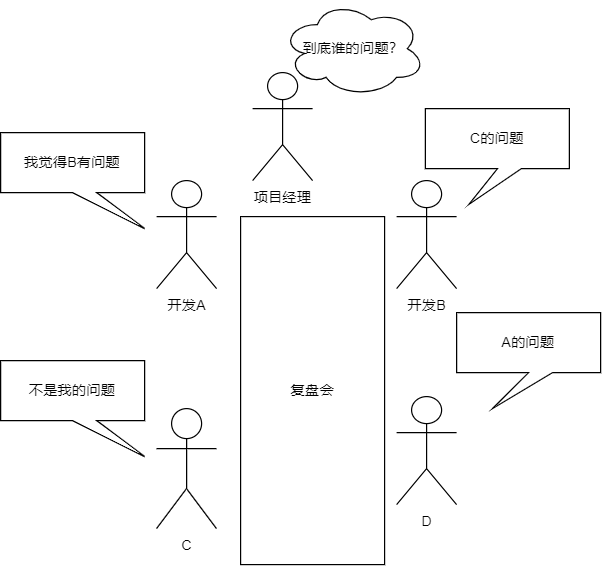 到底谁的问题?
项目经理
我觉得B有问题
C的问题
开发A
开发B
A的问题
不是我的问题
复盘会
C
D